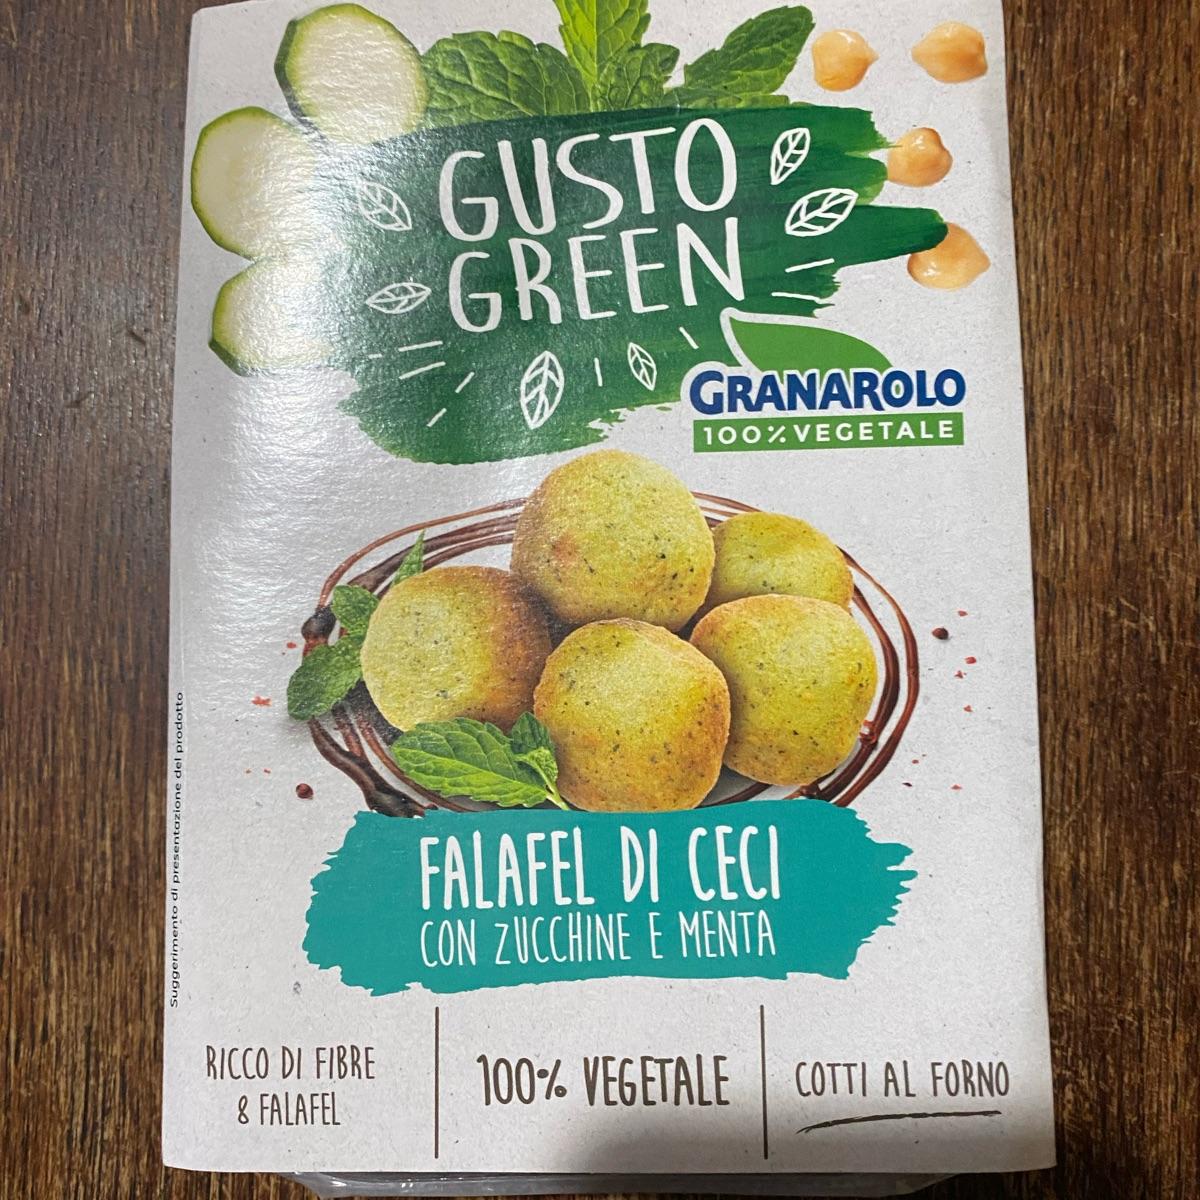 GUSTO
GREEN
GRANAROLO
100% VEGETALE
Suggerimento di presentazione del prodotto
FALAFEL DI CECI
CON ZUCCHINE E MENTA
RICCO DI FIBRE
8 FALAFEL
100% VEGETALE
COTTI AL FORNO